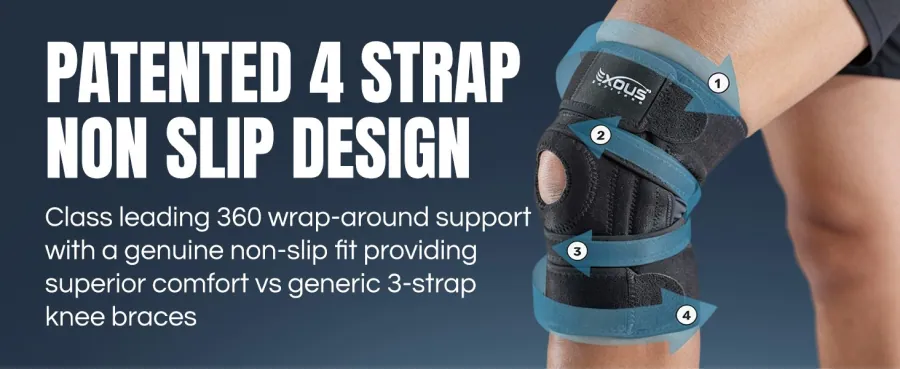 PATENTED 4 STRAP
NON SLIP DESIGN
Class leading 360 wrap-around support
with a genuine non-slip fit providing
superior comfort vs generic 3-strap
knee braces
EXOUS
1
2
3
4